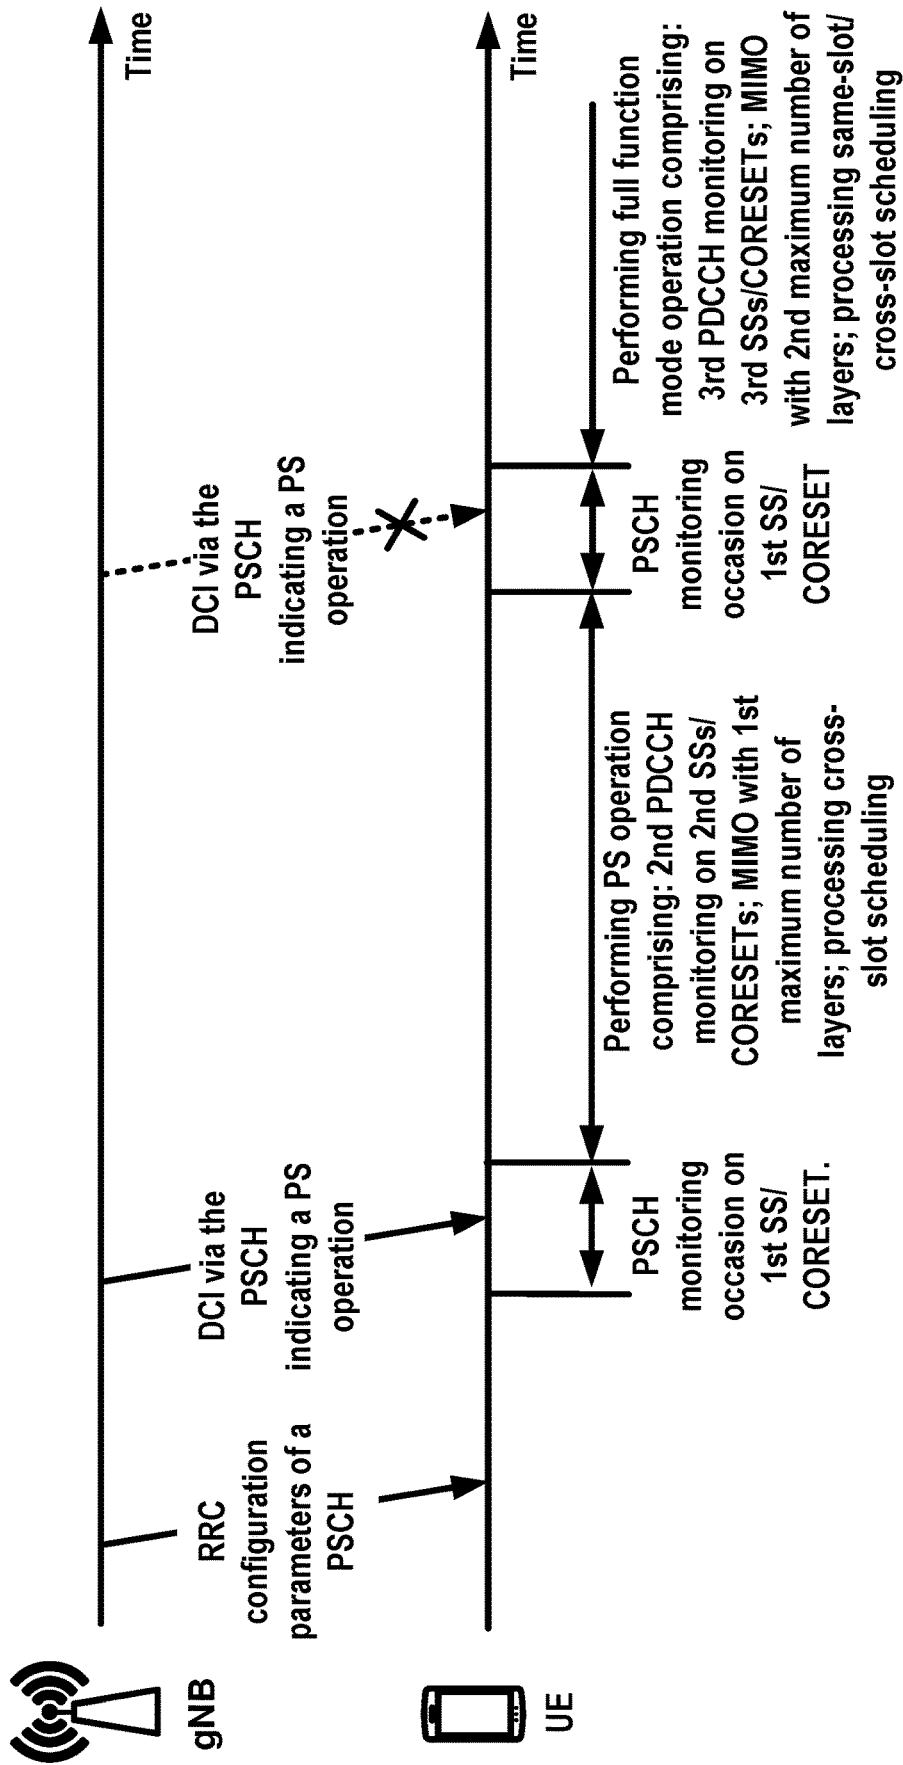 gNB
RRC
configuration
parameters of a
PSCH
DCI via the
PSCH
indicating a PS
operation
DCI via the
PSCH
indicating a PS
operation
Time
UE
Time
PSCH
monitoring
occasion on
1st SS/
CORESET.
Performing PS operation
comprising: 2nd PDCCH
monitoring on 2nd SSs/
CORESETs; MIMO with 1st
maximum number of
layers; processing cross-
slot scheduling
PSCH
monitoring
occasion on
1st SS/
CORESET
Performing full function
mode operation comprising:
3rd PDCCH monitoring on
3rd SSs/CORESETs; MIMO
with 2nd maximum number of
layers; processing same-slot/
cross-slot scheduling